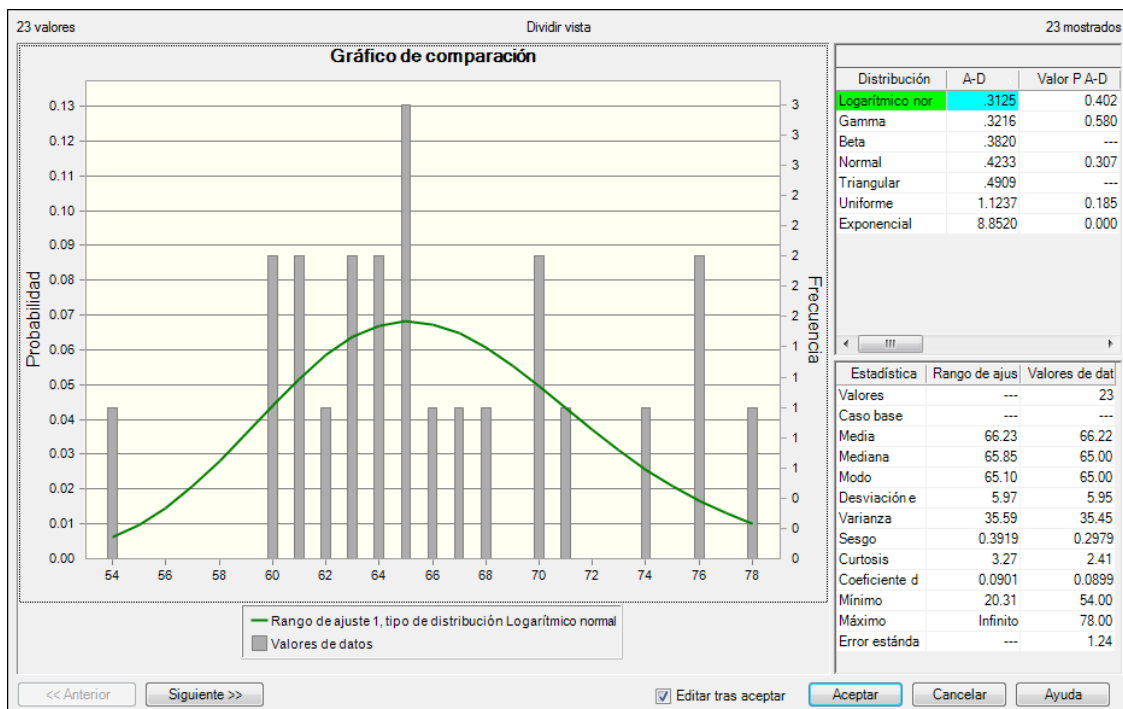 23 valores Dividir vista 23 mostrados
Gráfico de comparación
Probabilidad
0.13
0.12
0.11
0.10
0.09
0.08
0.07
0.06
0.05
0.04
0.03
0.02
0.01
0.00
54 56 58 60 62 64 66 68 70 72 74 76 78
3
3
3
2
2
2
2
2
1
1
1
1
1
0
0
0
Frecuencia
Rango de ajuste 1, tipo de distribución Logarítmico normal
Valores de datos
Distribución A-D Valor P A-D
Logarítmico nor .3125 0.402
Gamma .3216 0.580
Beta .3820 ---
Normal .4233 0.307
Triangular .4909 ---
Uniforme 1.1237 0.185
Exponencial 8.8520 0.000
Estadística Rango de ajus Valores de dat
Valores --- 23
Caso base --- ---
Media 66.23 66.22
Mediana 65.85 65.00
Modo 65.10 65.00
Desviación e 5.97 5.95
Varianza 35.59 35.45
Sesgo 0.3919 0.2979
Curtosis 3.27 2.41
Coeficiente d 0.0901 0.0899
Mínimo 20.31 54.00
Máximo Infinito 78.00
Error estánda --- 1.24
<< Anterior Siguiente >> Editar tras aceptar Aceptar Cancelar Ayuda